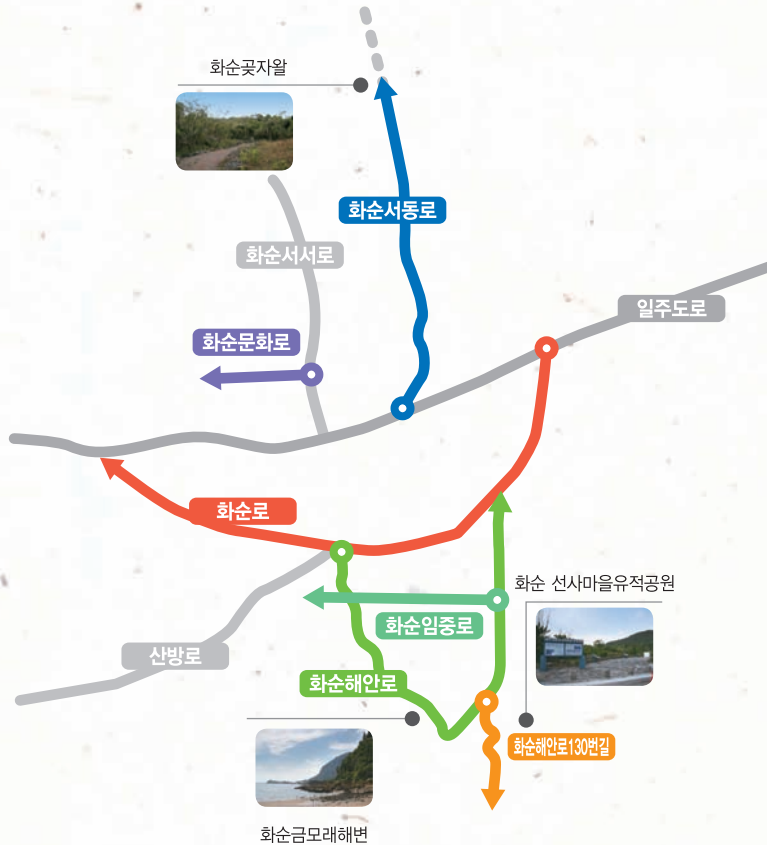 화순곶자왈
화순서동로
화순서서로
일주도로
화순문화로
화순로
화순 선사마을유적공원
화순임중로
산방로
화순해안로
화순해안로130번길
화순금모래해변